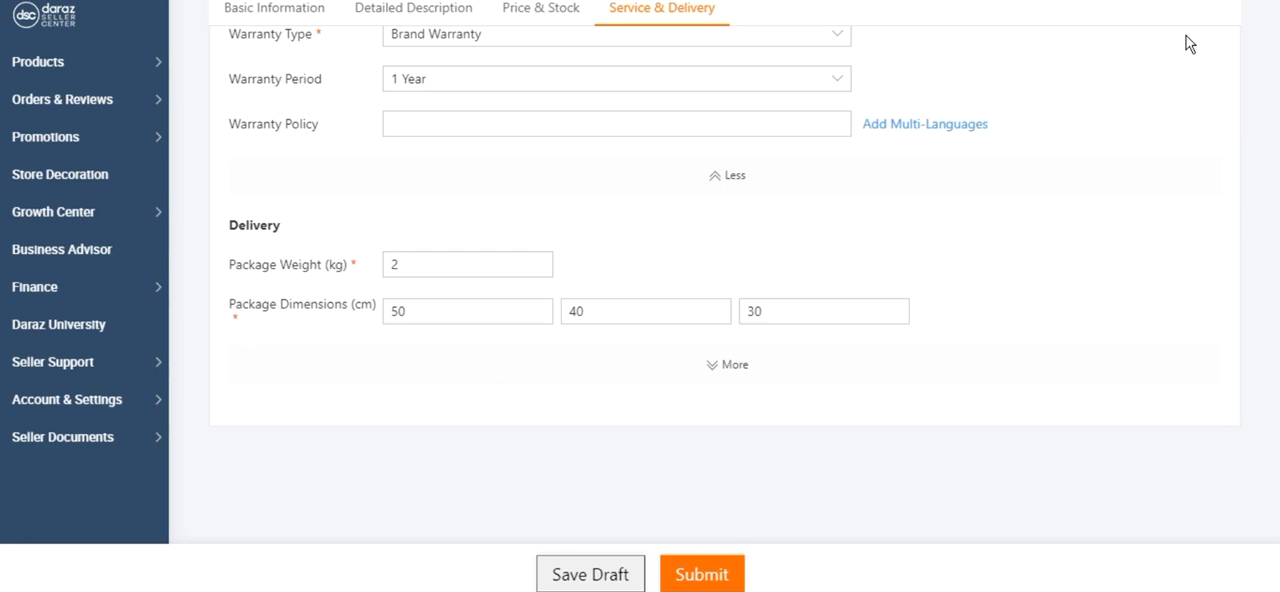 dsc daraz
SELLER
CENTER
Basic Information Detailed Description Price & Stock Service & Delivery
Products
Orders & Reviews
Promotions
Store Decoration
Growth Center
Business Advisor
Finance
Daraz University
Seller Support
Account & Settings
Seller Documents
Warranty Type * Brand Warranty
Warranty Period 1 Year
Warranty Policy Add Multi-Languages
Less
Delivery
Package Weight (kg) * 2
Package Dimensions (cm) 50 40 30
*
More
Save Draft Submit